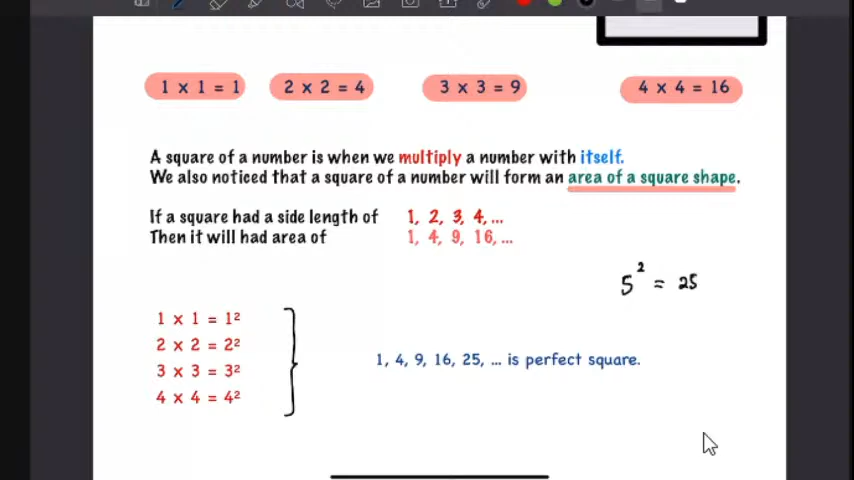 1 x 1 = 1 2 x 2 = 4 3 x 3 = 9 4 x 4 = 16
A square of a number is when we multiply a number with itself.
We also noticed that a square of a number will form an area of a square shape.
If a square had a side length of 1, 2, 3, 4, ...
Then it will had area of 1, 4, 9, 16, ...
5² = 25
1 x 1 = 1²
2 x 2 = 2²
3 x 3 = 3²
4 x 4 = 4²
1, 4, 9, 16, 25, ... is perfect square.